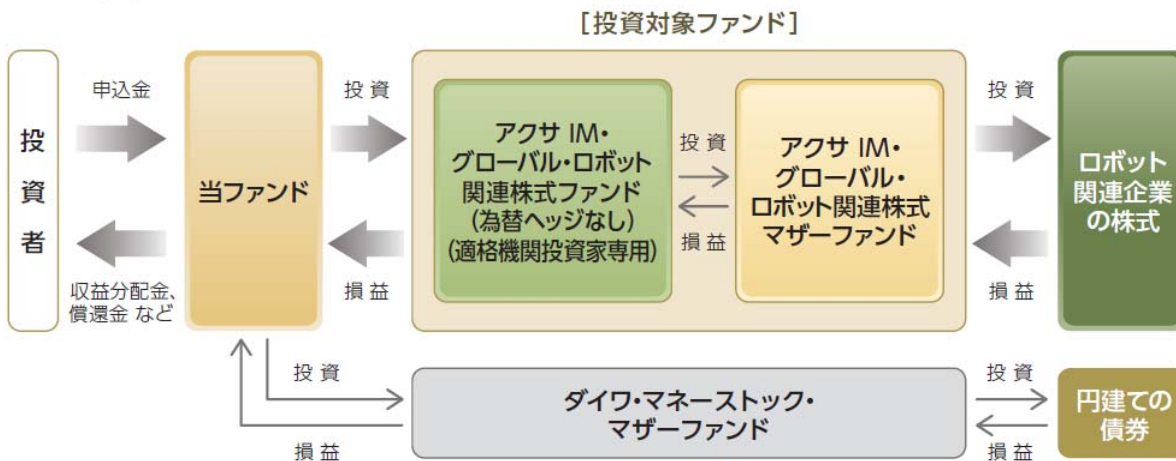 [投資対象ファンド]
投資者
申込金
収益分配金、
償還金 など
当ファンド
投 資
損 益
アクサ IM・
グローバル・ロボット
関連株式ファンド
(為替ヘッジなし)
(適格機関投資家専用)
投 資
損 益
アクサ IM・
グローバル・
ロボット関連株式
マザーファンド
投 資
損 益
ロボット
関連企業
の株式
投 資
損 益
ダイワ・マネーストック・
マザーファンド
投 資
損 益
円建ての
債券